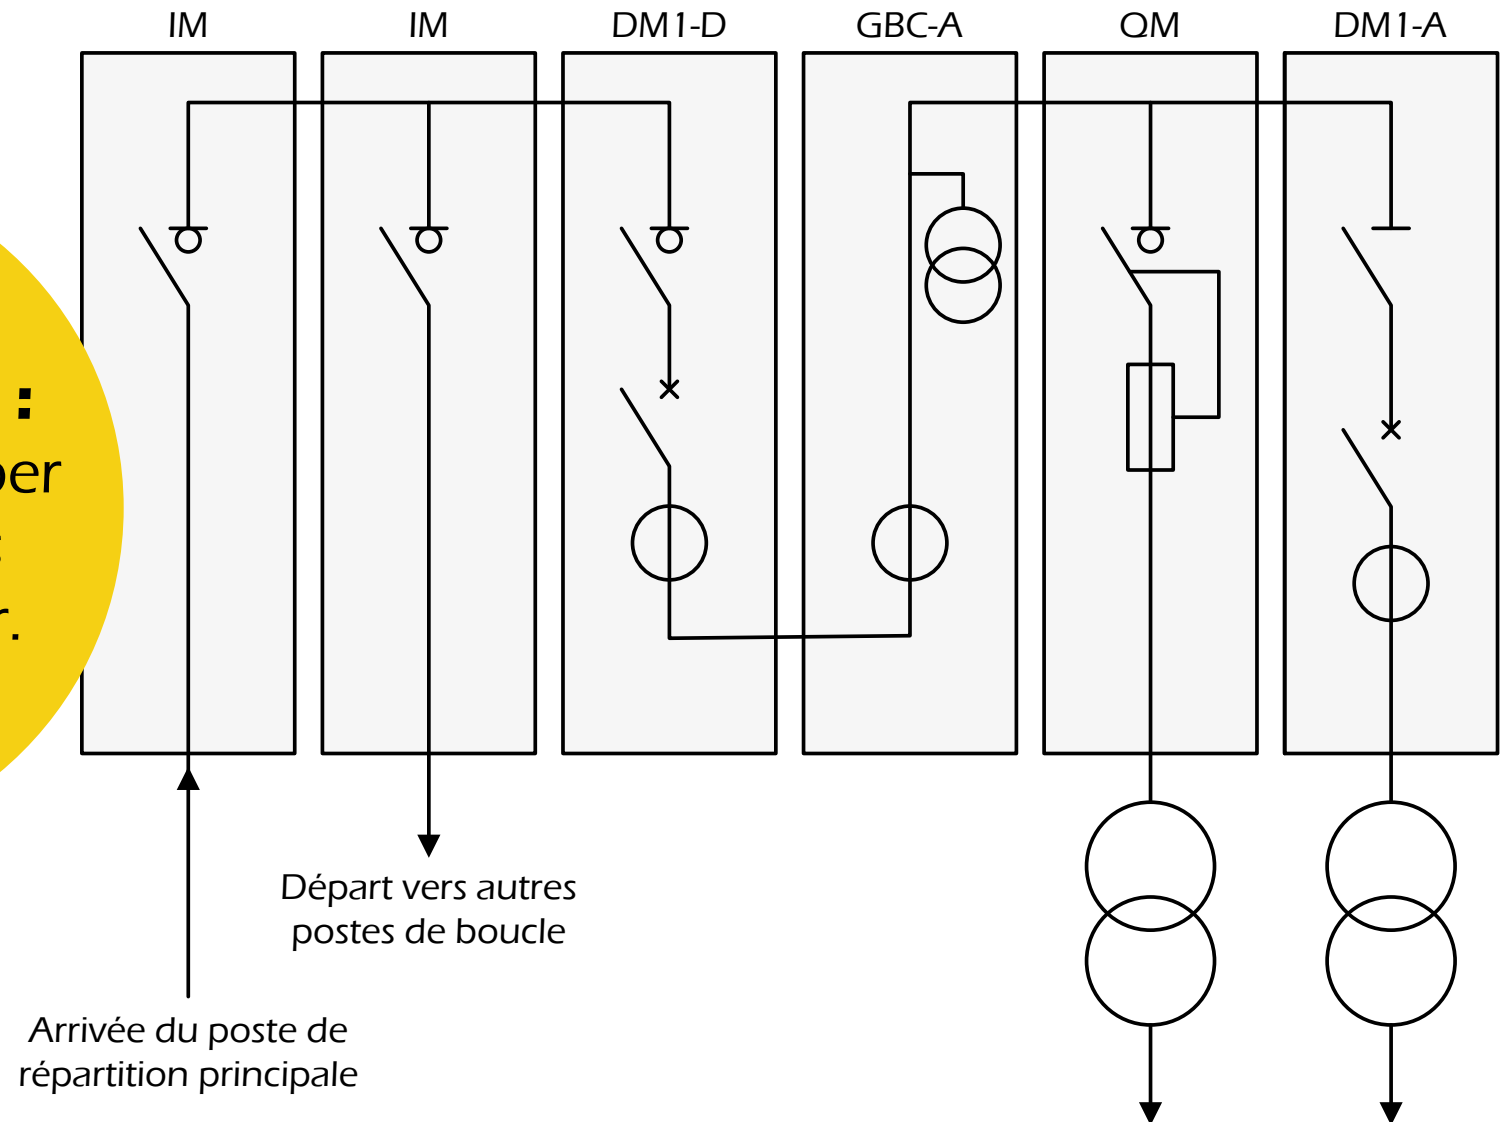 IM
IM
DM1-D
GBC-A
QM
DM1-A
:
r.
Départ vers autres
postes de boucle
Arrivée du poste de
répartition principale